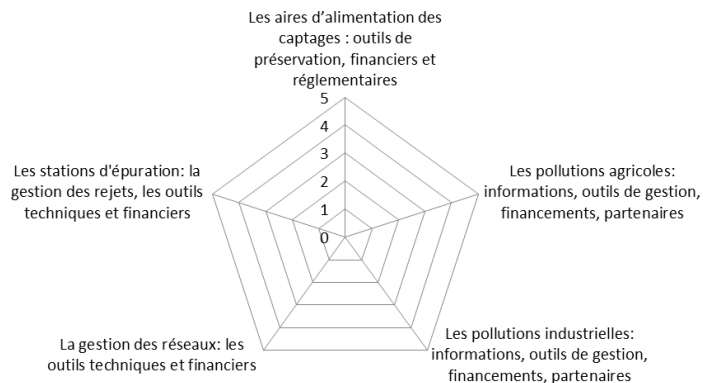 Les aires d’alimentation des
captages : outils de
préservation, financiers et
réglementaires
5
4
3
2
1
0
Les stations d'épuration: la
gestion des rejets, les outils
techniques et financiers
Les pollutions agricoles:
informations, outils de gestion,
financements, partenaires
La gestion des réseaux: les
outils techniques et financiers
Les pollutions industrielles:
informations, outils de gestion,
financements, partenaires